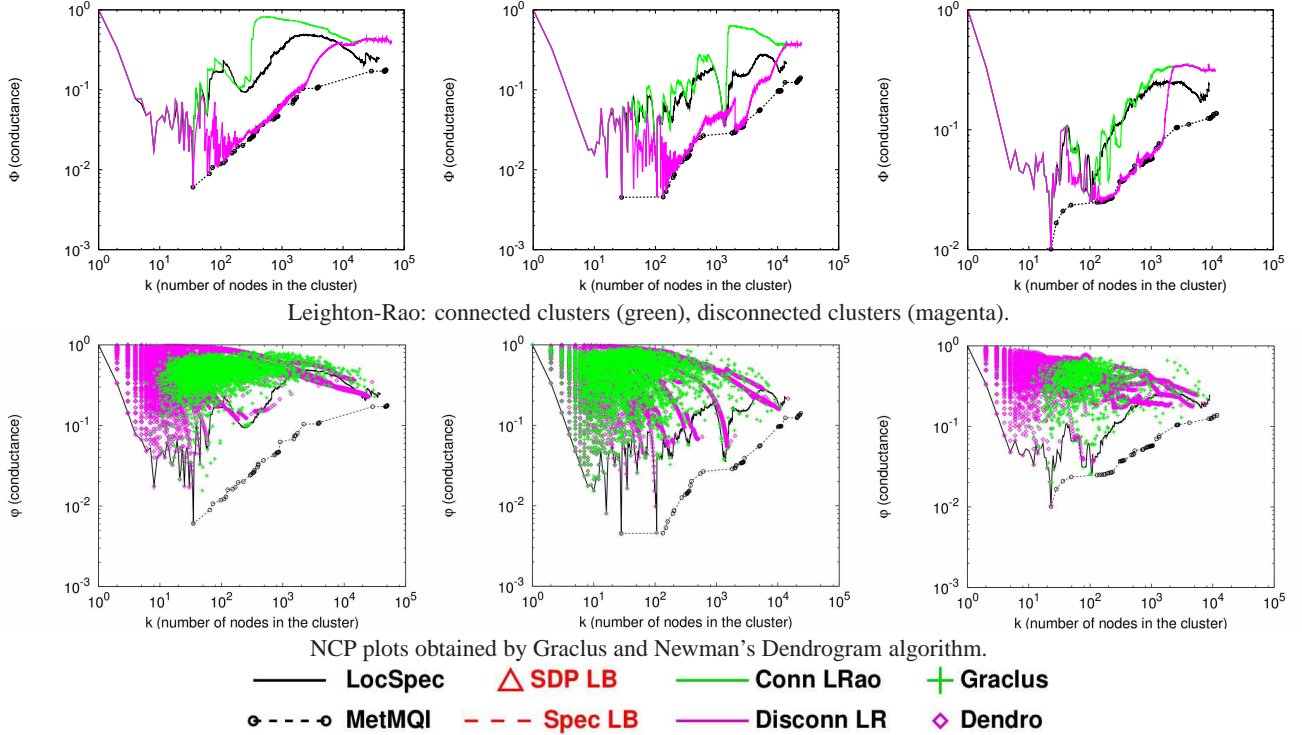 10^0
10^-1
10^-2
10^-3
Φ (conductance)
10^0 10^1 10^2 10^3 10^4 10^5
k (number of nodes in the cluster)
10^0
10^-1
10^-2
10^-3
Φ (conductance)
10^0 10^1 10^2 10^3 10^4 10^5
k (number of nodes in the cluster)
10^0
10^-1
10^-2
Φ (conductance)
10^0 10^1 10^2 10^3 10^4 10^5
k (number of nodes in the cluster)
Leighton-Rao: connected clusters (green), disconnected clusters (magenta).
10^0
10^-1
10^-2
10^-3
φ (conductance)
10^0 10^1 10^2 10^3 10^4 10^5
k (number of nodes in the cluster)
10^0
10^-1
10^-2
10^-3
φ (conductance)
10^0 10^1 10^2 10^3 10^4 10^5
k (number of nodes in the cluster)
10^0
10^-1
10^-2
10^-3
φ (conductance)
10^0 10^1 10^2 10^3 10^4 10^5
k (number of nodes in the cluster)
NCP plots obtained by Graclus and Newman's Dendrogram algorithm.
LocSpec SDP LB Conn LRao Graclus
MetMQI Spec LB Disconn LR Dendro